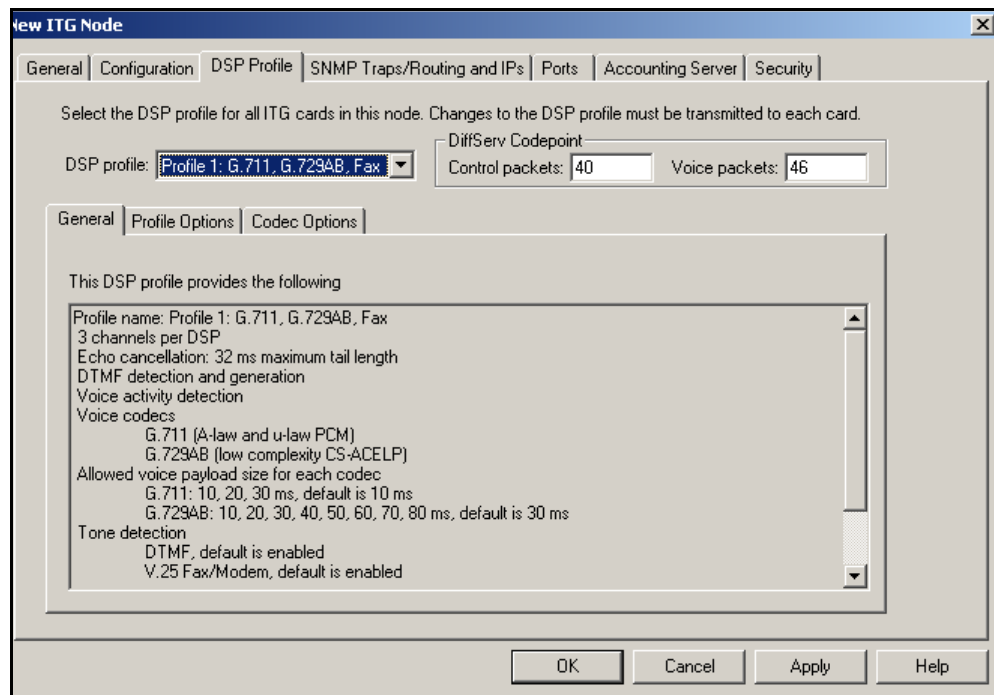 New ITG Node
General Configuration DSP Profile SNMP Traps/Routing and IPs Ports Accounting Server Security
Select the DSP profile for all ITG cards in this node. Changes to the DSP profile must be transmitted to each card.
DiffServ Codepoint
DSP profile: Profile 1: G.711, G.729AB, Fax Control packets: 40 Voice packets: 46
General Profile Options Codec Options
This DSP profile provides the following
Profile name: Profile 1: G.711, G.729AB, Fax
3 channels per DSP
Echo cancellation: 32 ms maximum tail length
DTMF detection and generation
Voice activity detection
Voice codecs
G.711 (A-law and u-law PCM)
G.729AB (low complexity CS-ACELP)
Allowed voice payload size for each codec
G.711: 10, 20, 30 ms, default is 10 ms
G.729AB: 10, 20, 30, 40, 50, 60, 70, 80 ms, default is 30 ms
Tone detection
DTMF, default is enabled
V.25 Fax/Modem, default is enabled
OK Cancel Apply Help